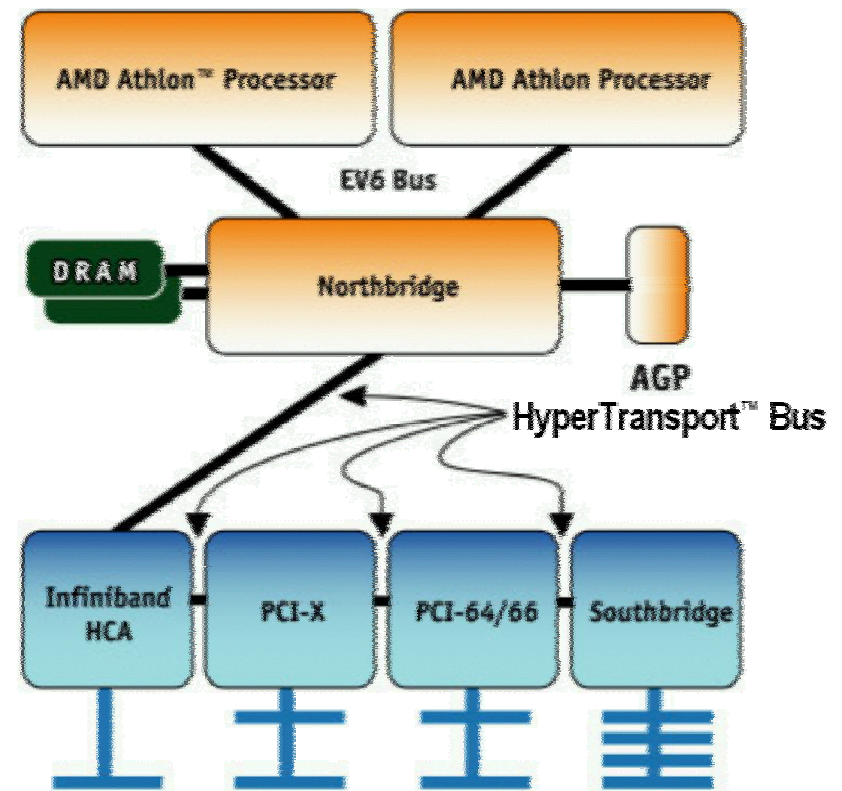 AMD Athlon™ Processor
AMD Athlon Processor
EV6 Bus
DRAM
Northbridge
AGP
HyperTransport™ Bus
Infiniband
HCA
PCI-X
PCI-64/66
Southbridge